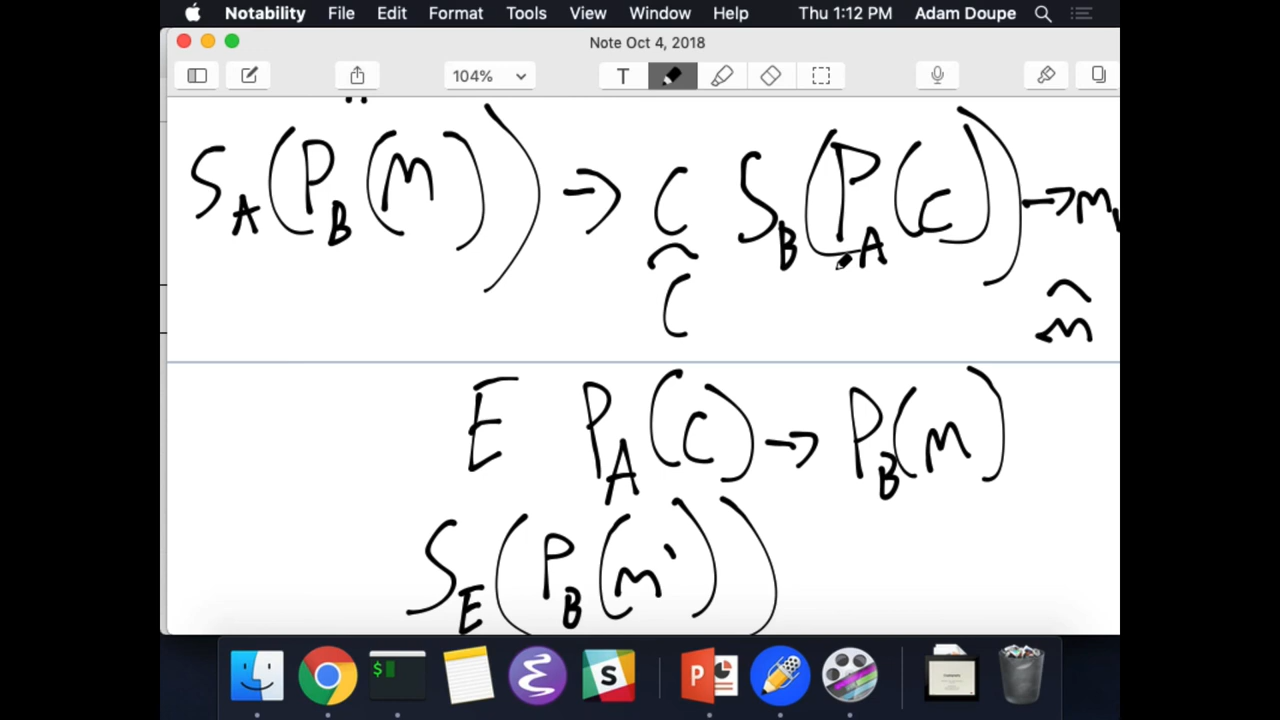 Notability File Edit Format Tools View Window Help Thu 1:12 PM Adam Doupe
Note Oct 4, 2018
104% T
S_A(P_B(M)) → C S_B(P_A(C)) → m
Ĉ m̂
E P_A(C) → P_B(M)
S_E(P_B(M'))
$ S P